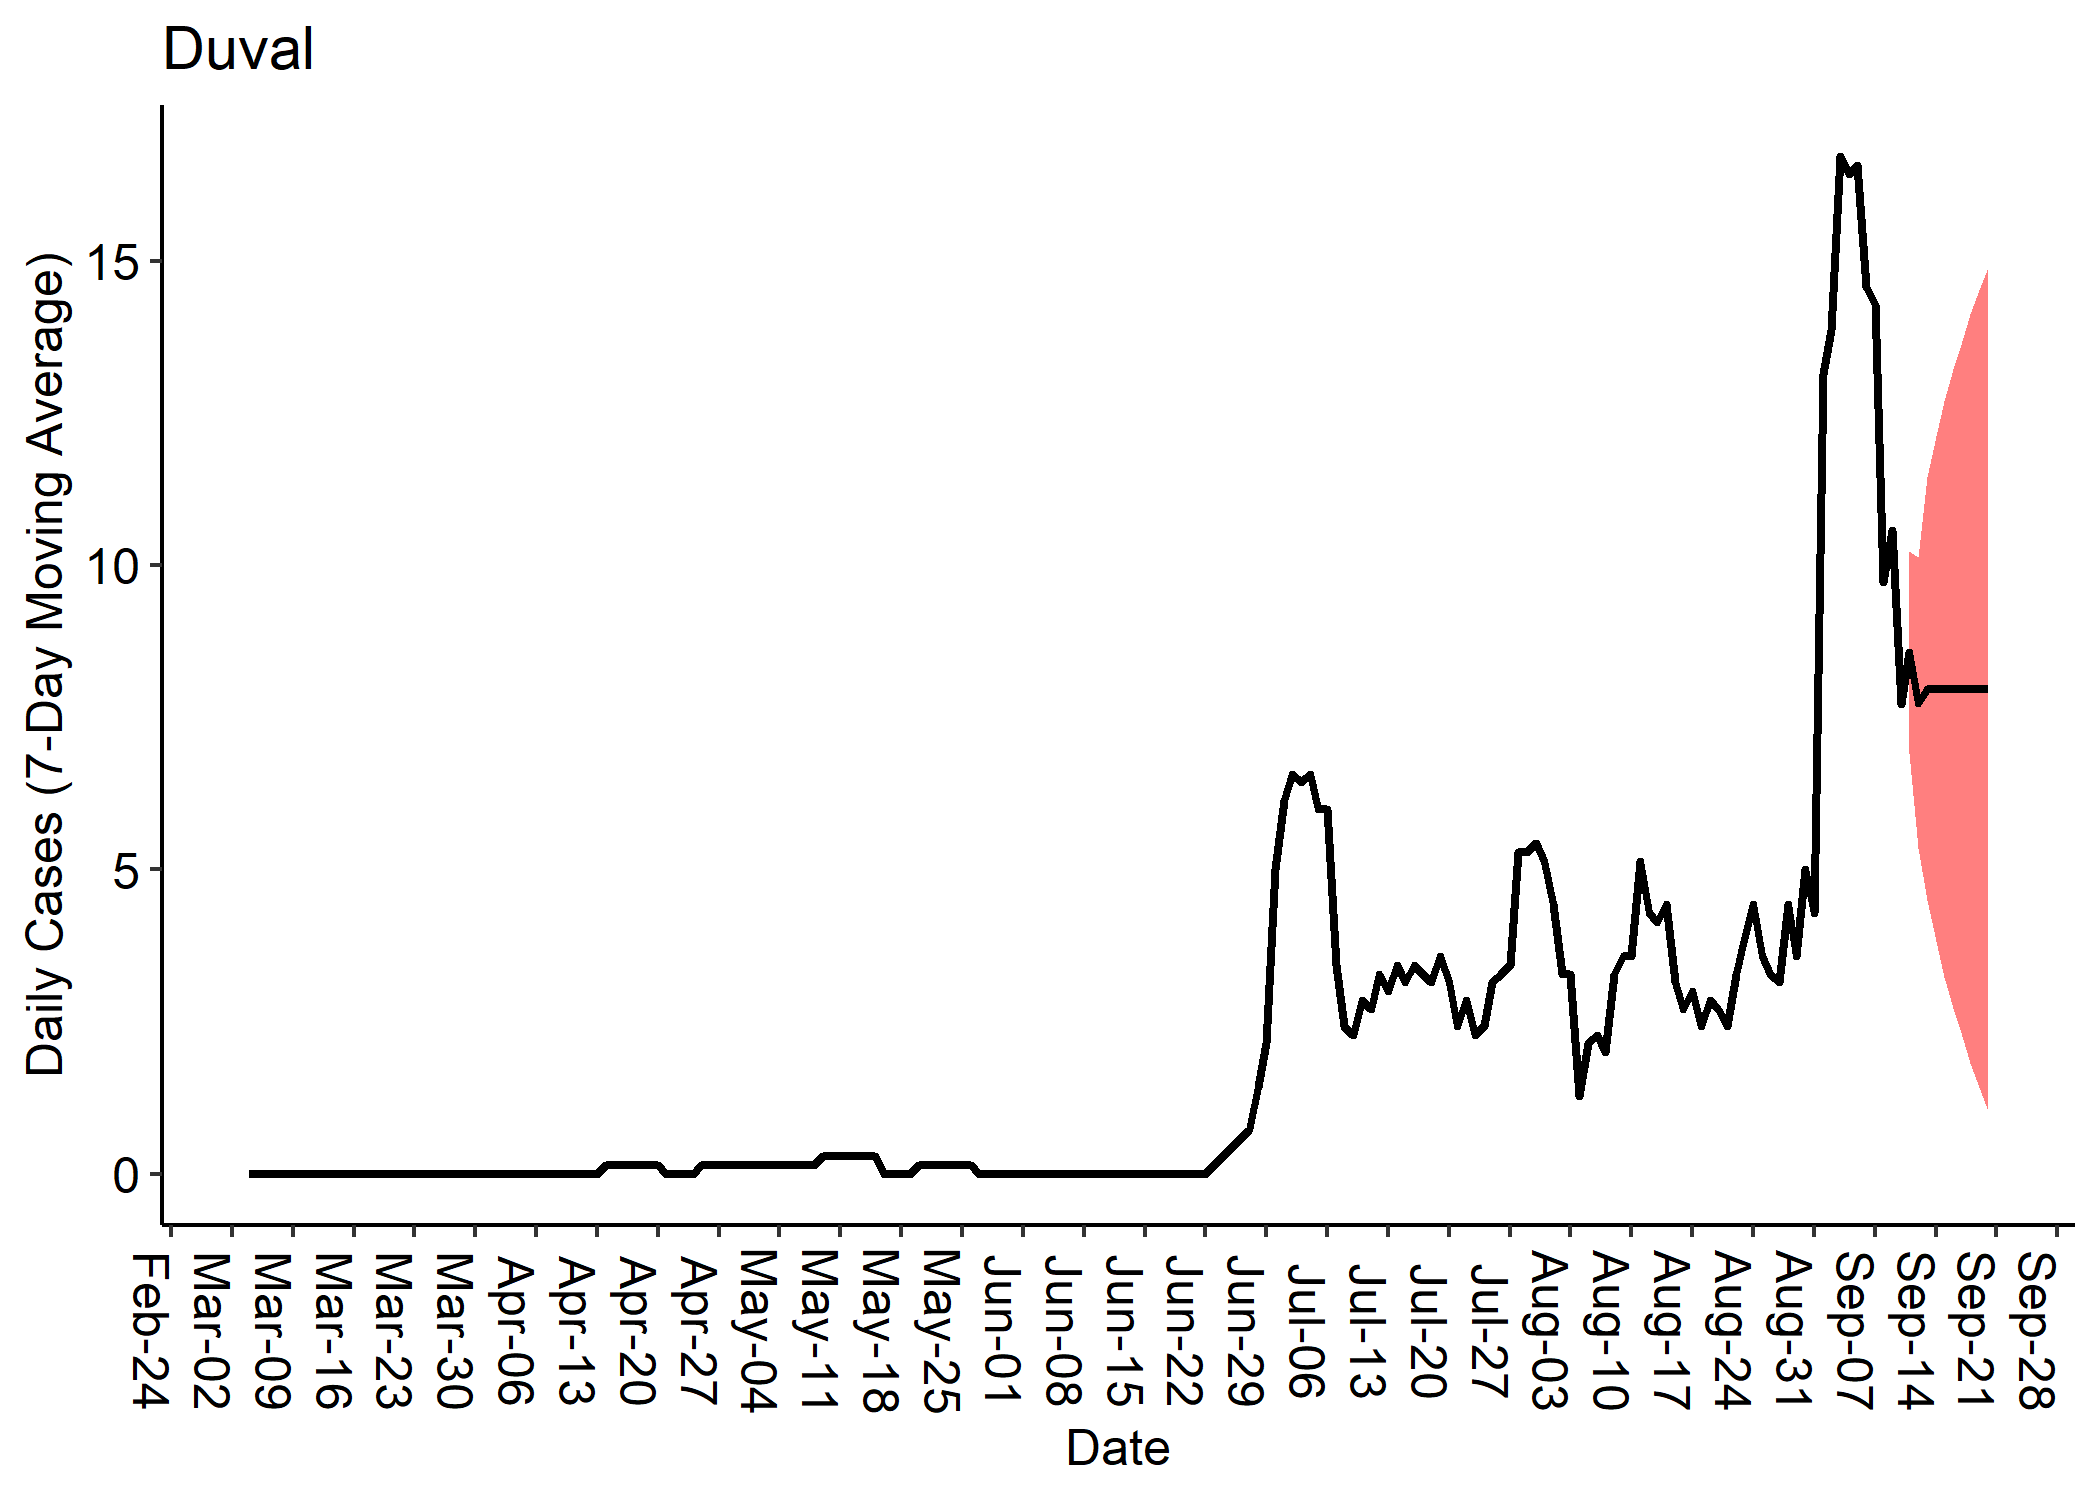 Duval
Daily Cases (7-Day Moving Average)
15
10
5
0
Feb-24
Mar-02
Mar-09
Mar-16
Mar-23
Mar-30
Apr-06
Apr-13
Apr-20
Apr-27
May-04
May-11
May-18
May-25
Jun-01
Jun-08
Jun-15
Jun-22
Jun-29
Jul-06
Jul-13
Jul-20
Jul-27
Aug-03
Aug-10
Aug-17
Aug-24
Aug-31
Sep-07
Sep-14
Sep-21
Sep-28
Date